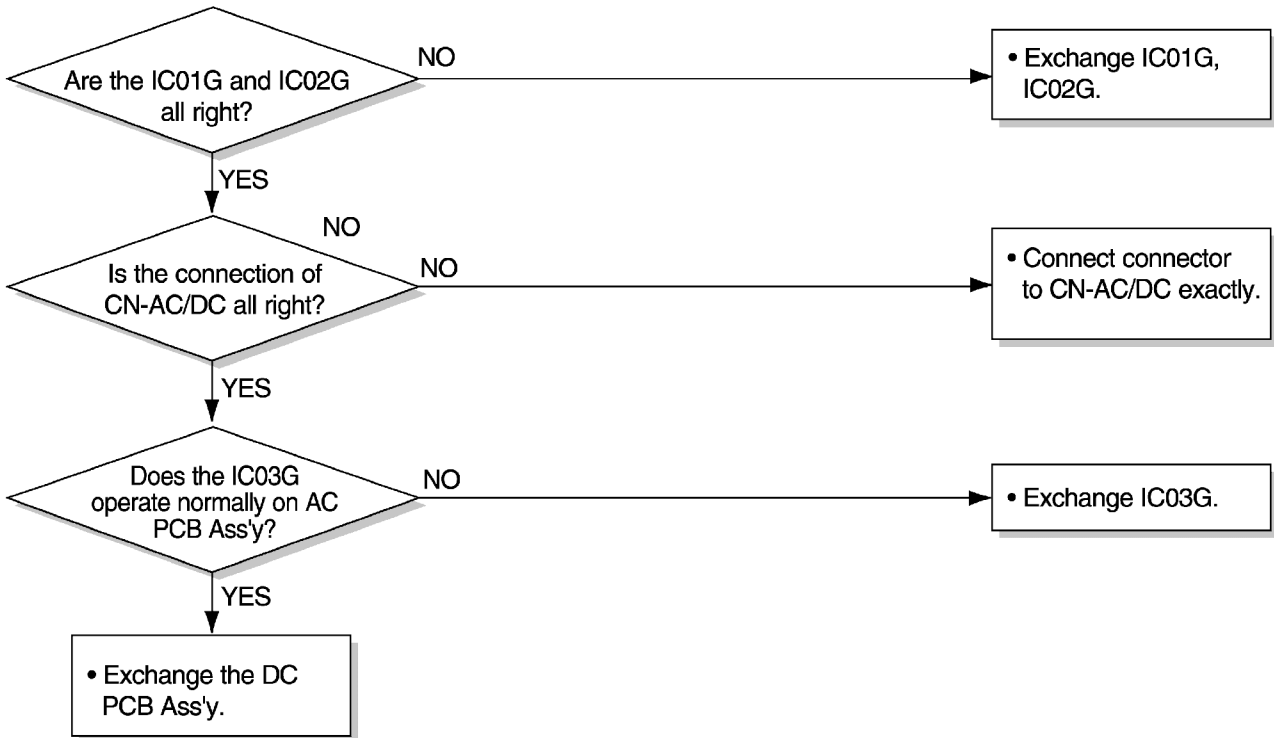 Are the IC01G and IC02G
all right?
NO
• Exchange IC01G,
IC02G.
YES
NO
Is the connection of
CN-AC/DC all right?
NO
• Connect connector
to CN-AC/DC exactly.
YES
Does the IC03G
operate normally on AC
PCB Ass'y?
NO
• Exchange IC03G.
YES
• Exchange the DC
PCB Ass'y.